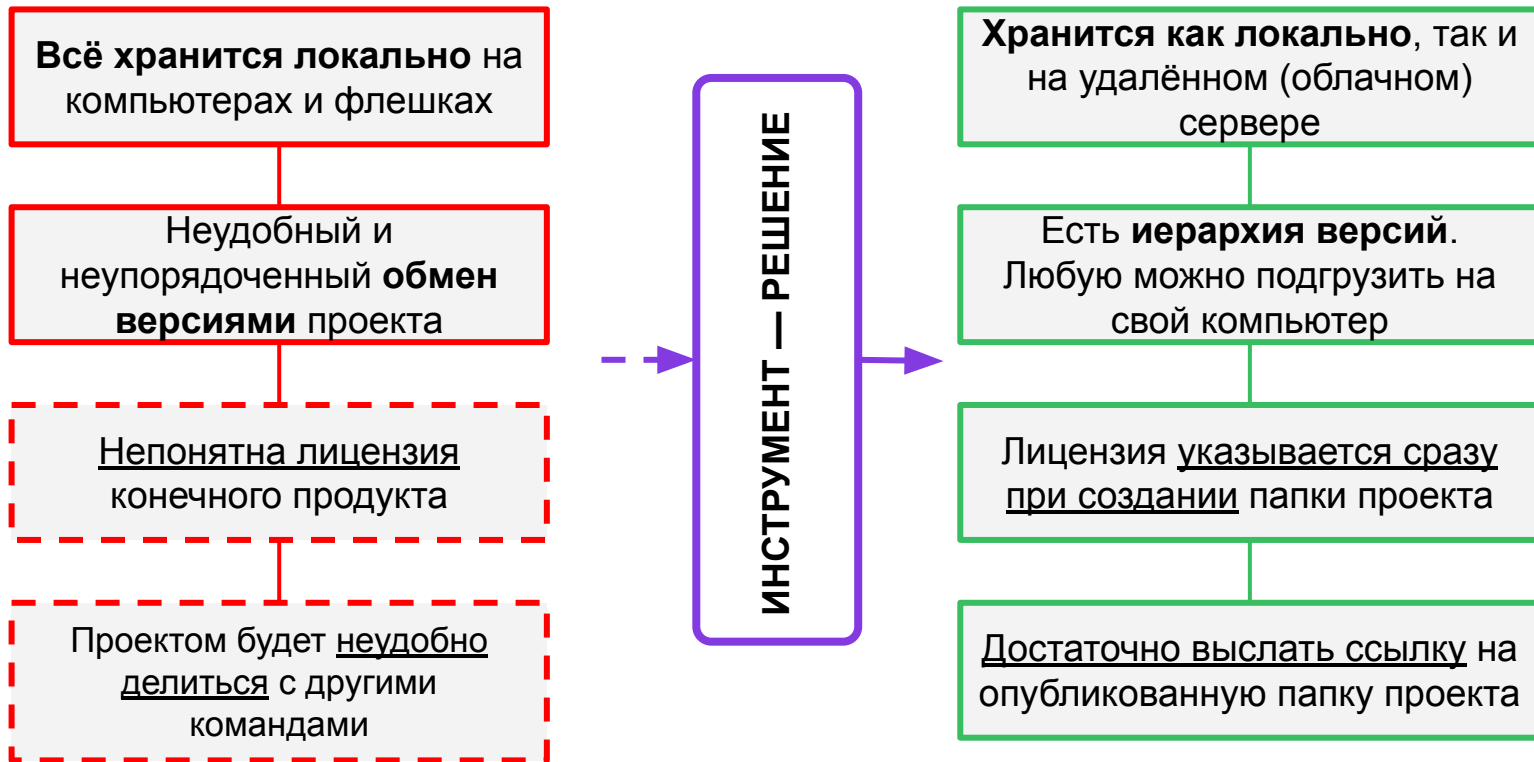 Всё хранится локально на
компьютерах и флешках
Неудобный и
неупорядоченный обмен
версиями проекта
Непонятна лицензия
конечного продукта
Проектом будет неудобно
делиться с другими
командами
ИНСТРУМЕНТ — РЕШЕНИЕ
Хранится как локально, так и
на удалённом (облачном)
сервере
Есть иерархия версий.
Любую можно подгрузить на
свой компьютер
Лицензия указывается сразу
при создании папки проекта
Достаточно выслать ссылку на
опубликованную папку проекта